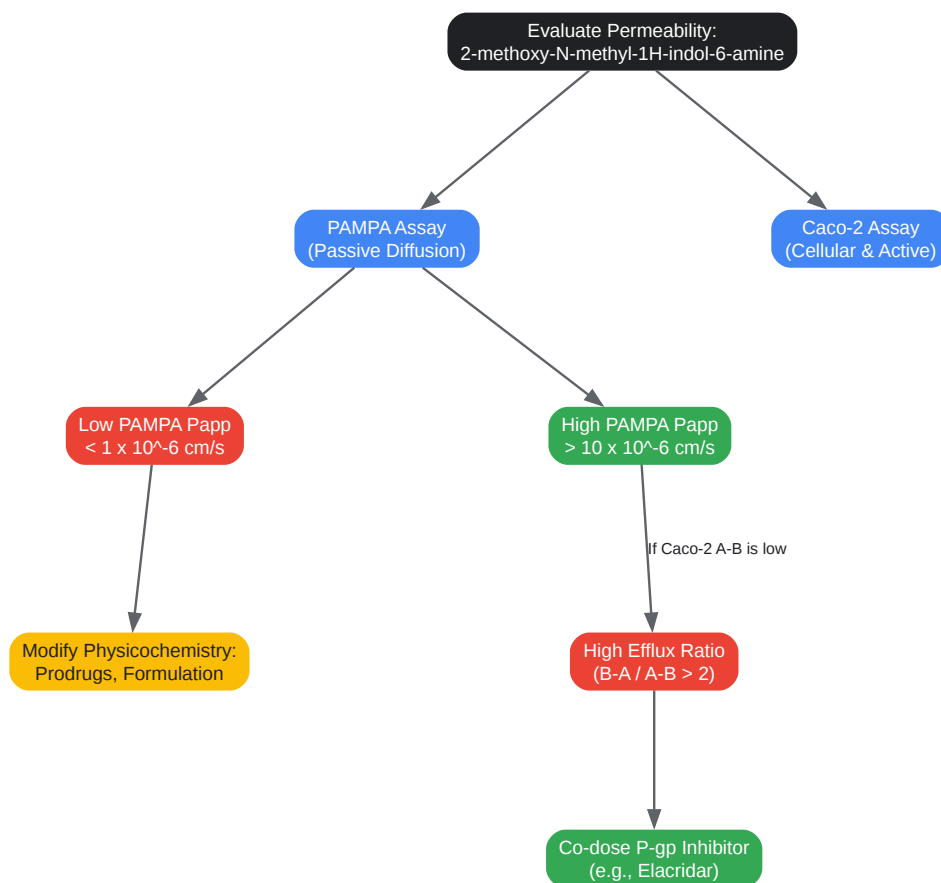 Evaluate Permeability:
2-methoxy-N-methyl-1H-indol-6-amine
PAMPA Assay
(Passive Diffusion)
Caco-2 Assay
(Cellular & Active)
Low PAMPA Papp
< 1 x 10^-6 cm/s
High PAMPA Papp
> 10 x 10^-6 cm/s
If Caco-2 A-B is low
Modify Physicochemistry:
Prodrugs, Formulation
High Efflux Ratio
(B-A / A-B > 2)
Co-dose P-gp Inhibitor
(e.g., Elacridar)